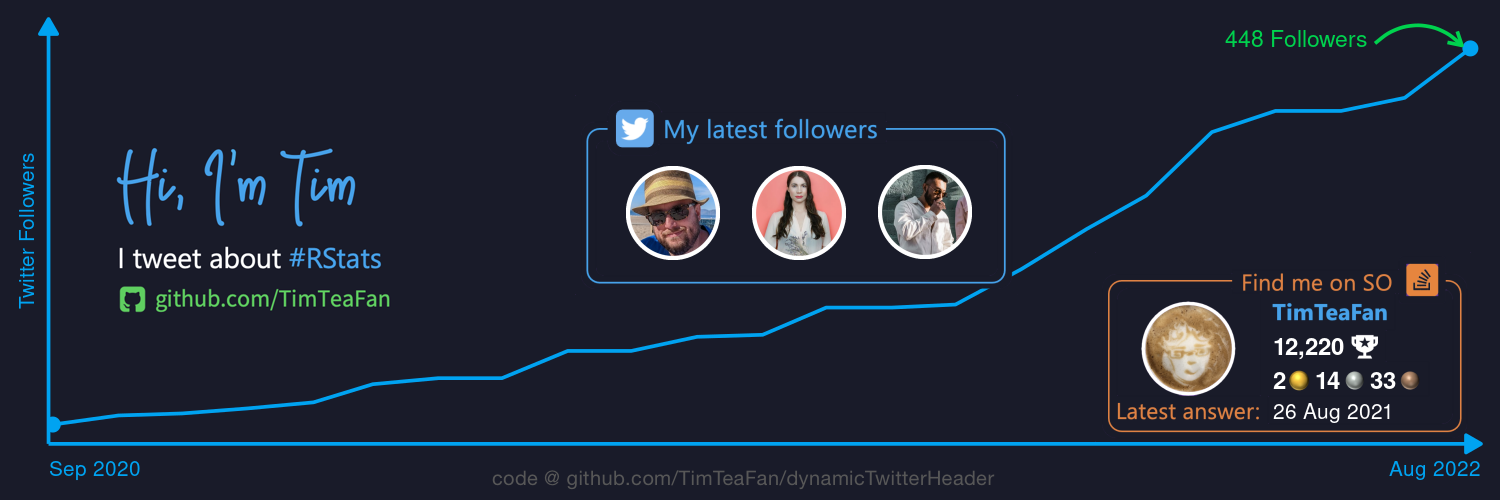 448 Followers
My latest followers
Twitter Followers
Hi, I'm Tim
I tweet about #RStats
github.com/TimTeaFan
Find me on SO
TimTeaFan
12,220
2 14 33
Latest answer: 26 Aug 2021
Sep 2020
Aug 2022
code @ github.com/TimTeaFan/dynamicTwitterHeader